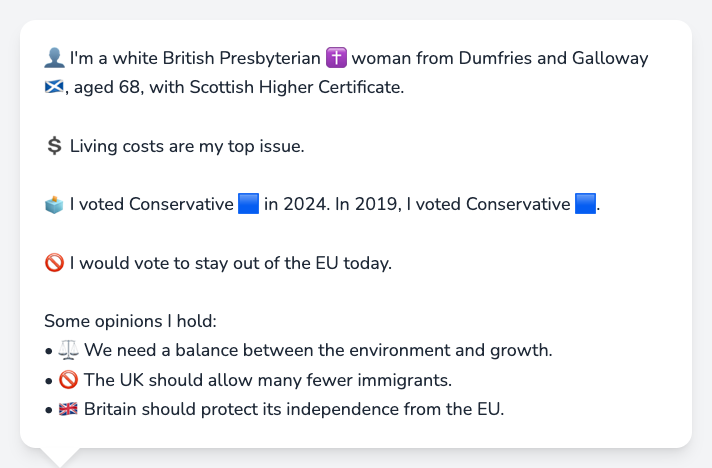 👤 I'm a white British Presbyterian ✝️ woman from Dumfries and Galloway
🏴󠁧󠁢󠁳󠁣󠁴󠁿, aged 68, with Scottish Higher Certificate.
💲 Living costs are my top issue.
🗳️ I voted Conservative 🟦 in 2024. In 2019, I voted Conservative 🟦.
🚫 I would vote to stay out of the EU today.
Some opinions I hold:
• ⚖️ We need a balance between the environment and growth.
• 🚫 The UK should allow many fewer immigrants.
• 🇬🇧 Britain should protect its independence from the EU.